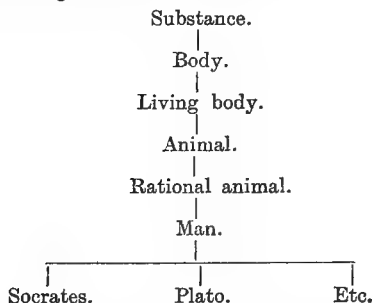 Substance.
Body.
Living body.
Animal.
Rational animal.
Man.
Socrates. Plato. Etc.